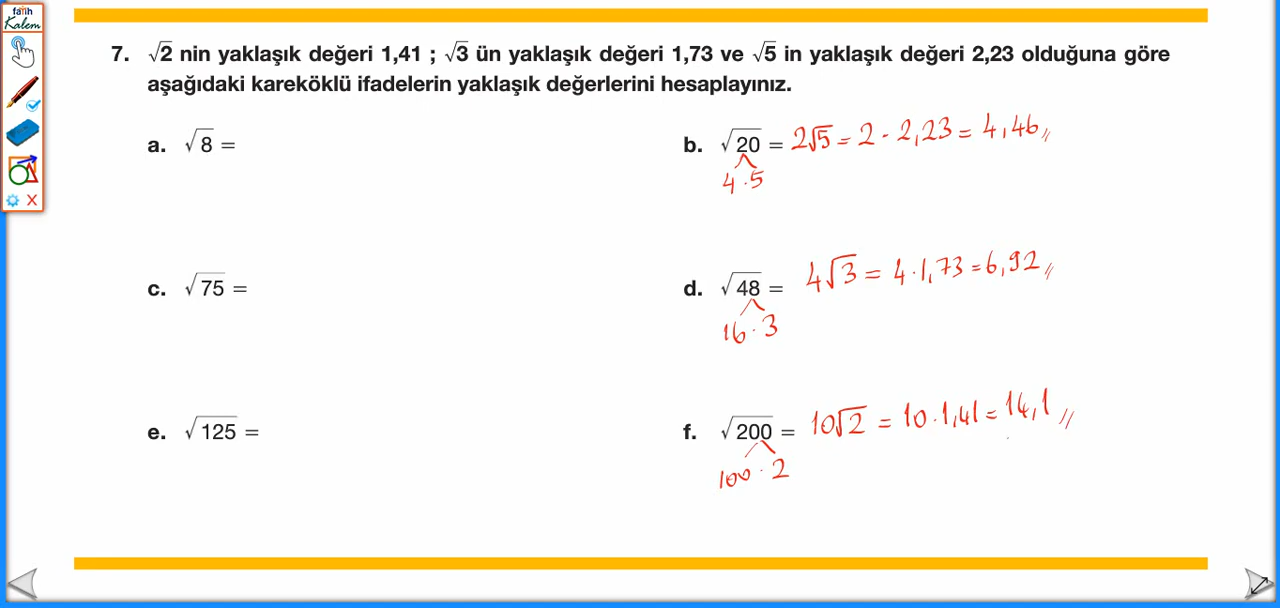 fatih
Kalem
7. √2 nin yaklaşık değeri 1,41 ; √3 ün yaklaşık değeri 1,73 ve √5 in yaklaşık değeri 2,23 olduğuna göre
aşağıdaki kareköklü ifadelerin yaklaşık değerlerini hesaplayınız.
a. √8 =
b. √20 = 2√5 = 2 · 2,23 = 4,46 //
4 · 5
c. √75 =
d. √48 = 4√3 = 4 · 1,73 = 6,92 //
16 · 3
e. √125 =
f. √200 = 10√2 = 10 · 1,41 = 14,1 //
100 · 2